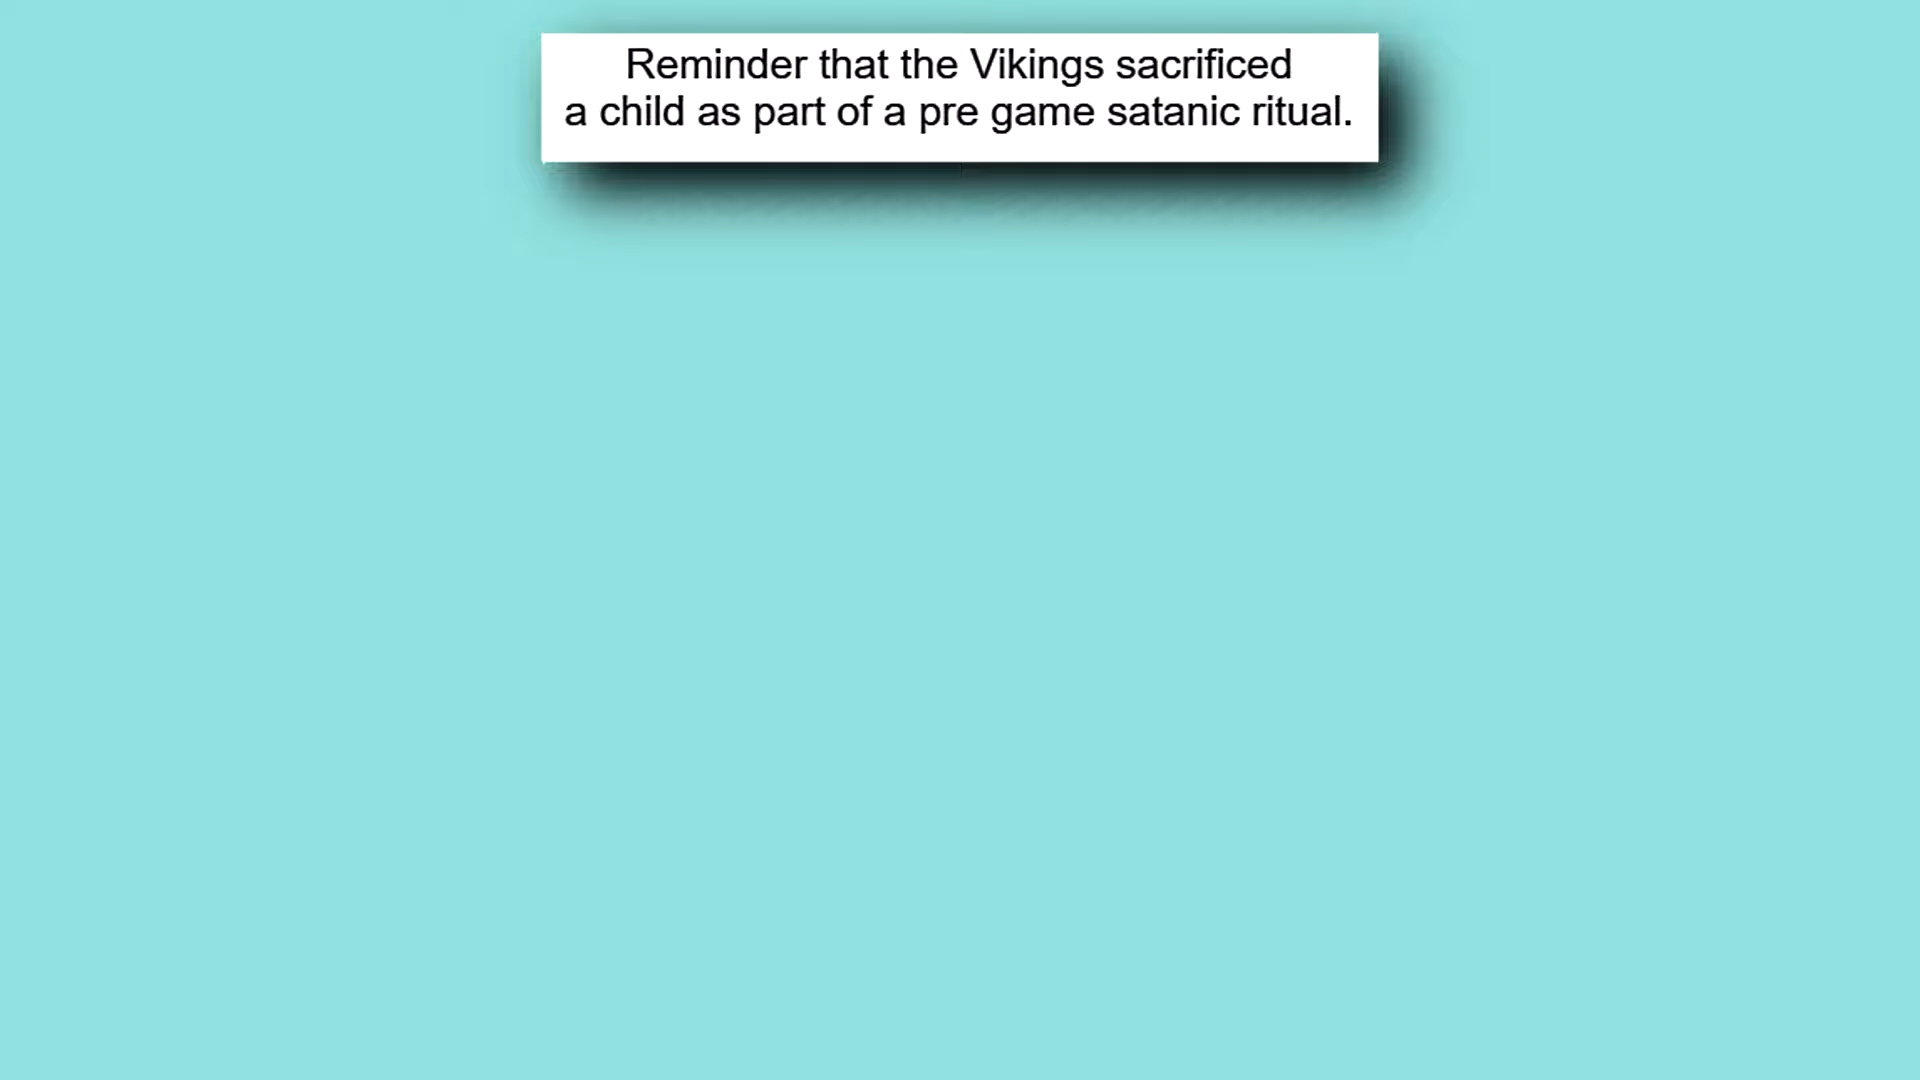 Reminder that the Vikings sacrificed
a child as part of a pre game satanic ritual.